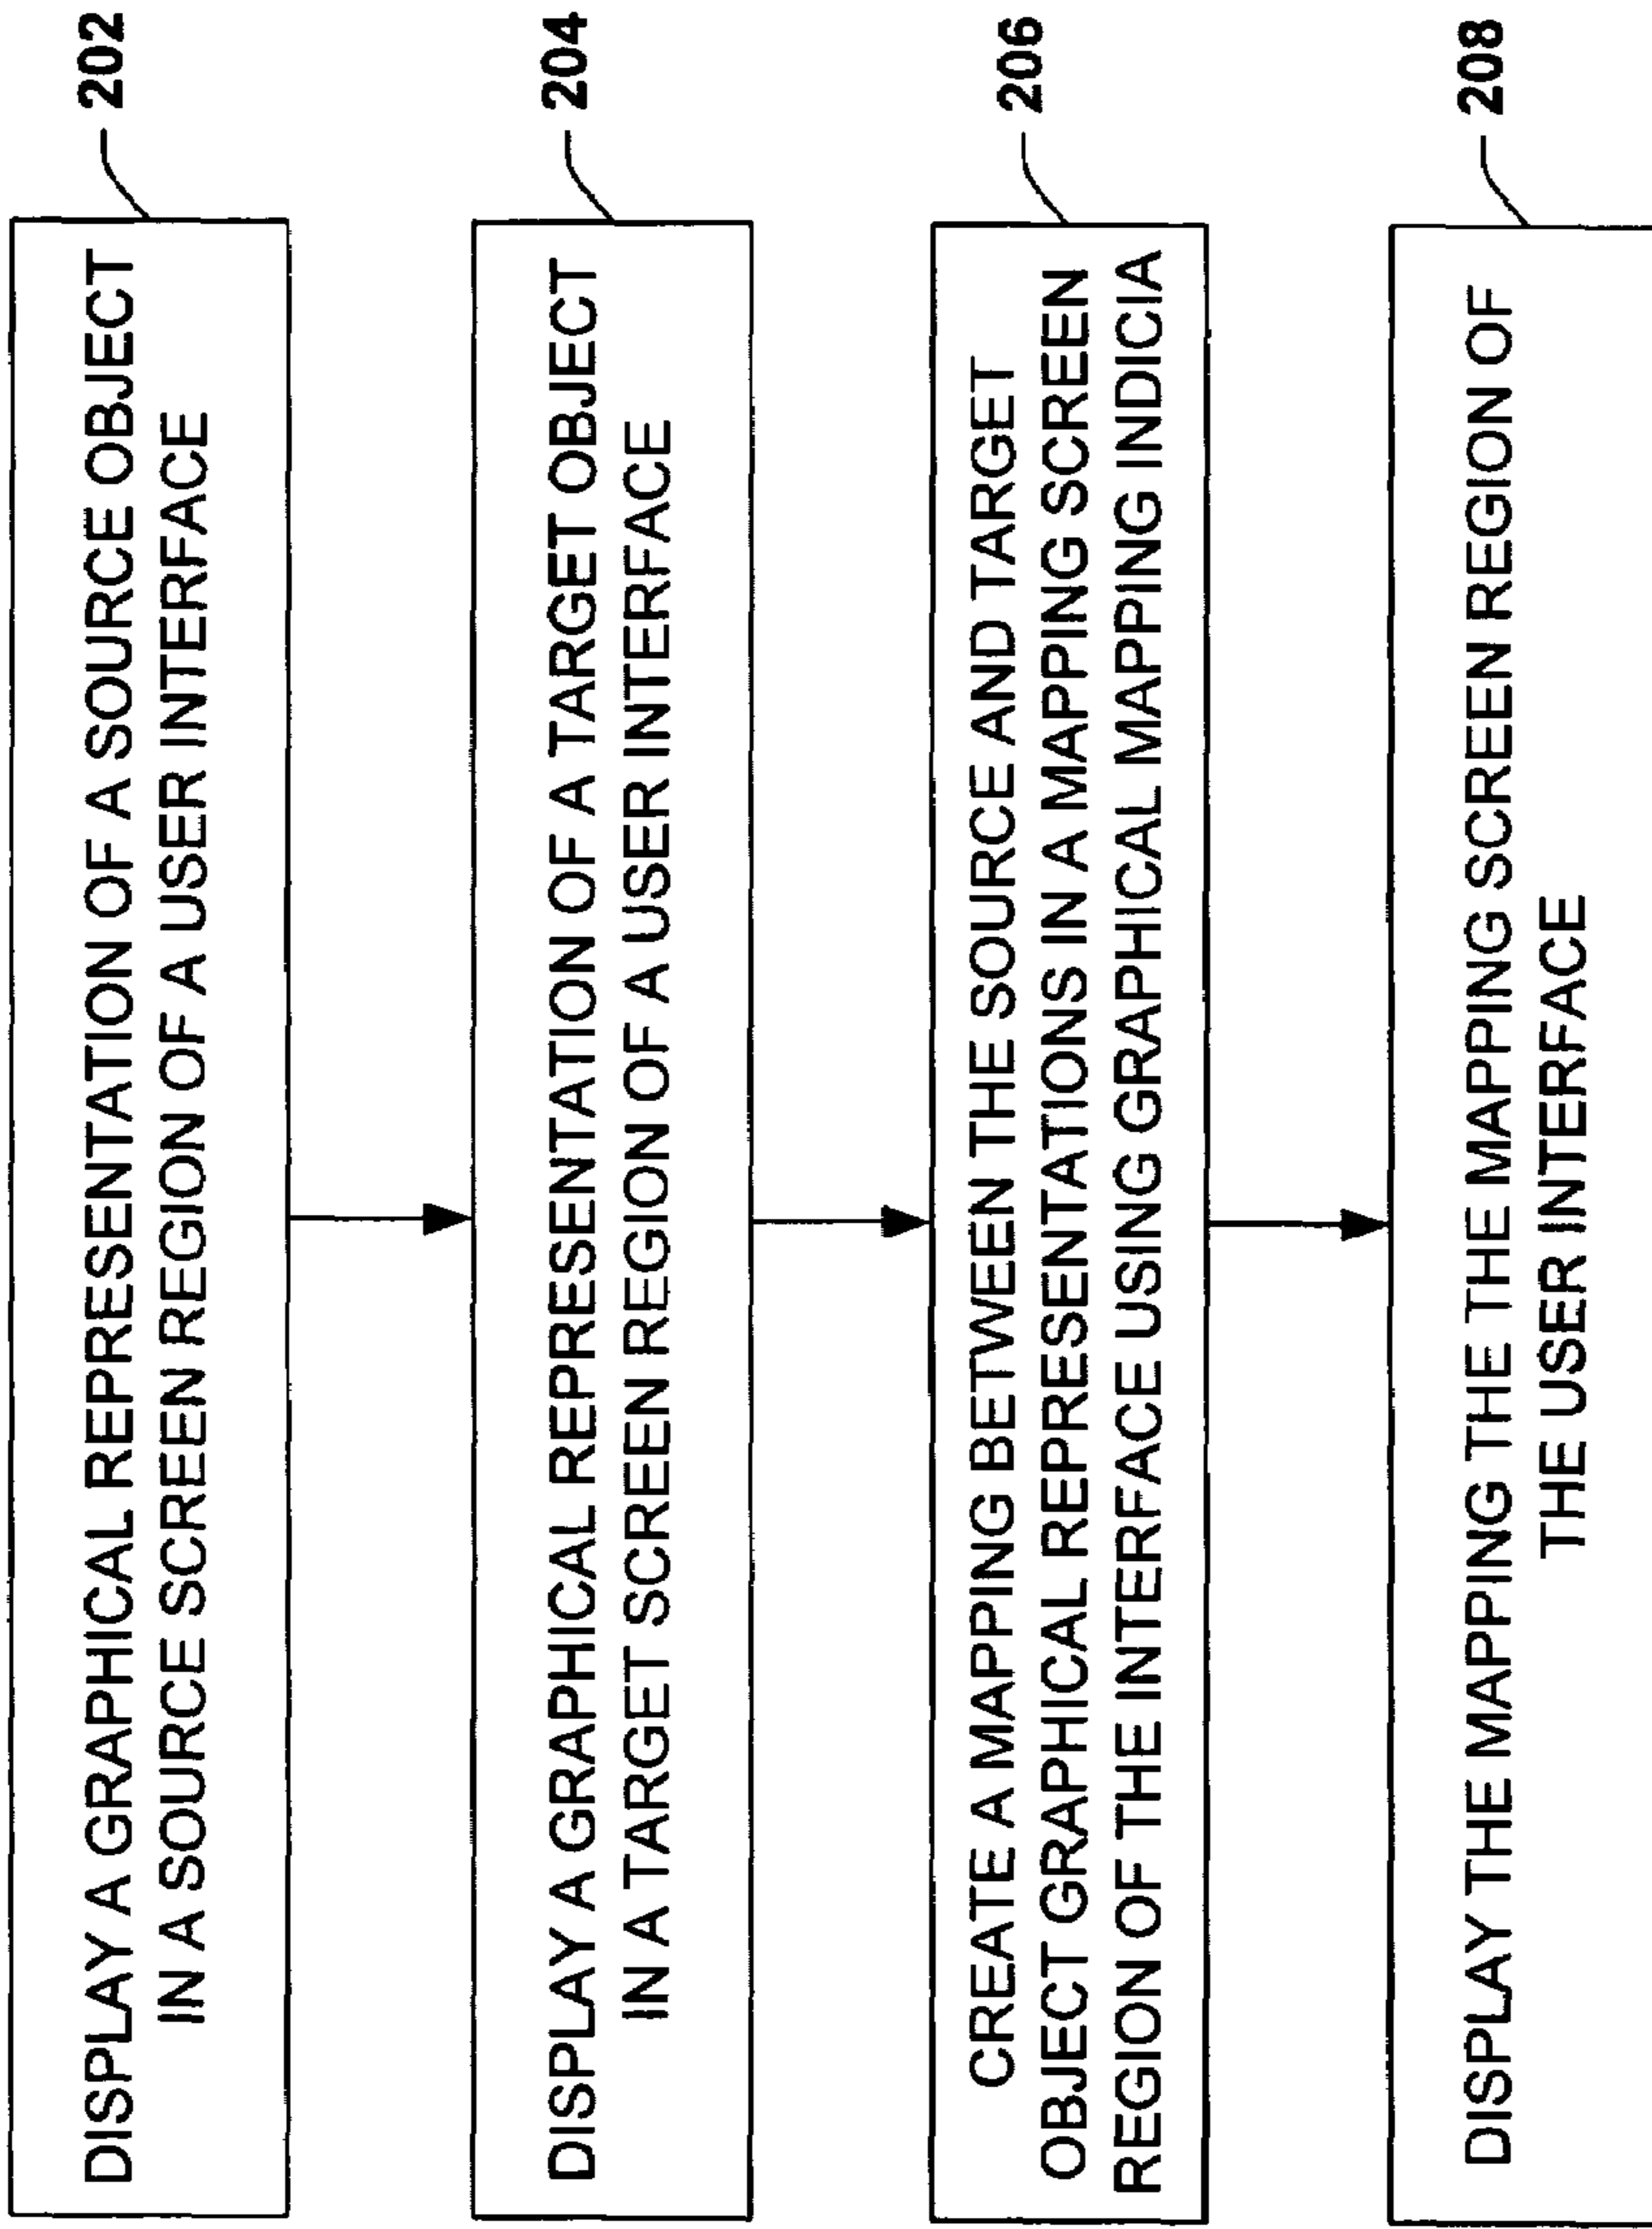 DISPLAY A GRAPHICAL REPRESENTATION OF A SOURCE OBJECT
IN A SOURCE SCREEN REGION OF A USER INTERFACE
202
DISPLAY A GRAPHICAL REPRESENTATION OF A TARGET OBJECT
IN A TARGET SCREEN REGION OF A USER INTERFACE
204
CREATE A MAPPING BETWEEN THE SOURCE AND TARGET
OBJECT GRAPHICAL REPRESENTATIONS IN A MAPPING SCREEN
REGION OF THE INTERFACE USING GRAPHICAL MAPPING INDICIA
206
DISPLAY THE MAPPING THE THE MAPPING SCREEN REGION OF
THE USER INTERFACE
208